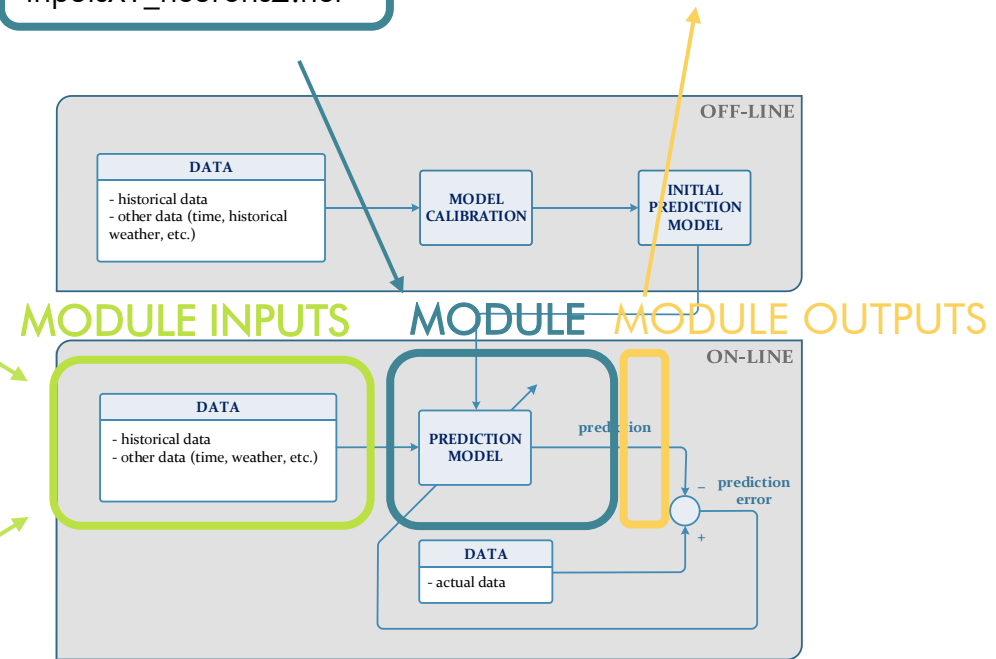 OFF-LINE
DATA
- historical data
- other data (time, historical
weather, etc.)
MODEL
CALIBRATION
INITIAL
PREDICTION
MODEL
MODULE INPUTS
MODULE
MODULE OUTPUTS
ON-LINE
DATA
- historical data
- other data (time, weather, etc.)
PREDICTION
MODEL
prediction
−
prediction
error
+
DATA
- actual data